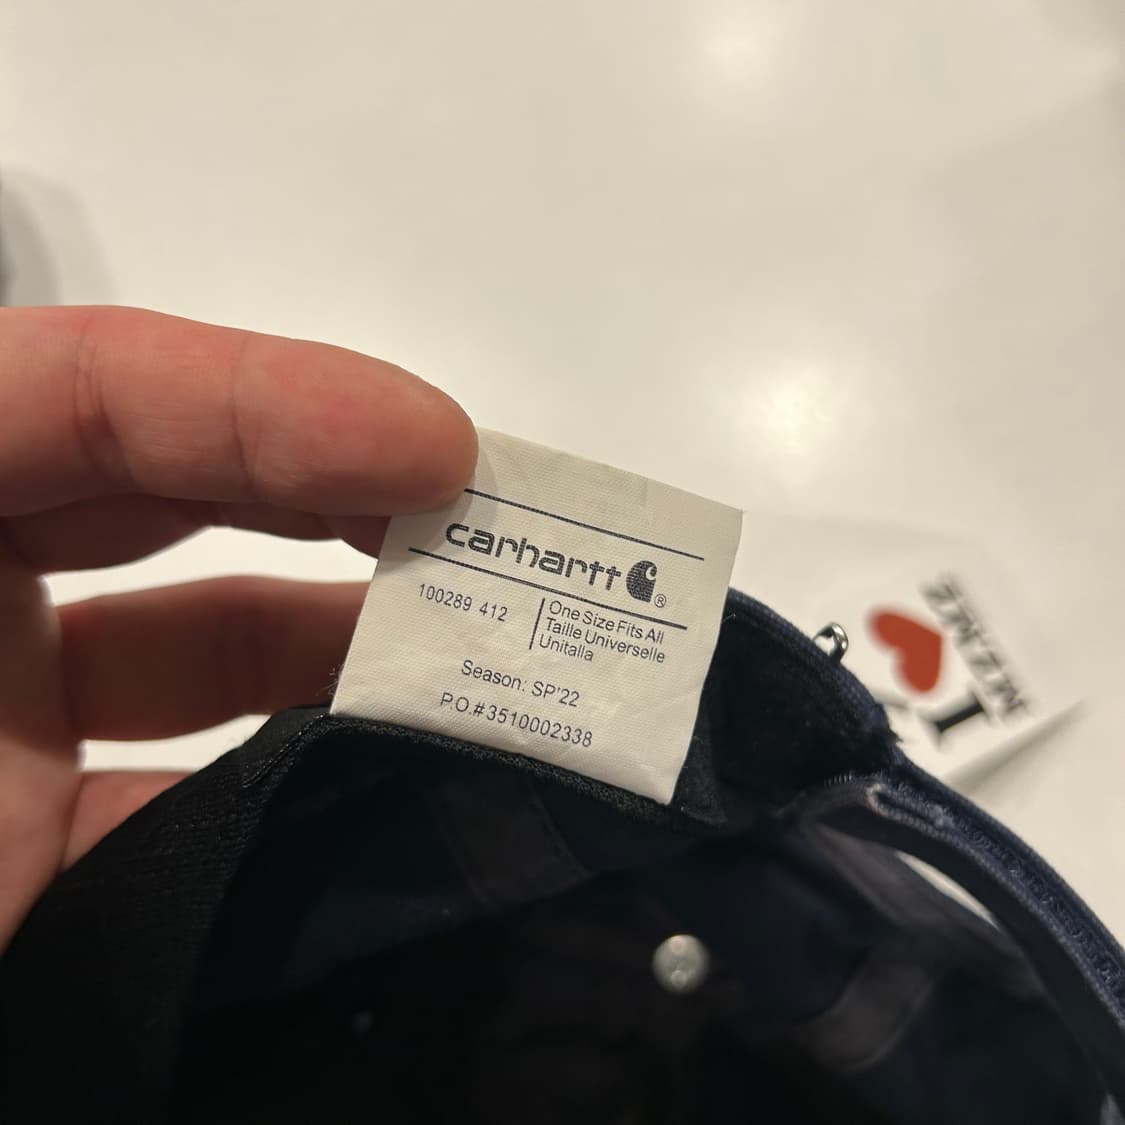 carhartt ®
100289 412
One Size Fits All
Taille Universelle
Unitalla
Season: SP'22
P.O.#3510002338
I